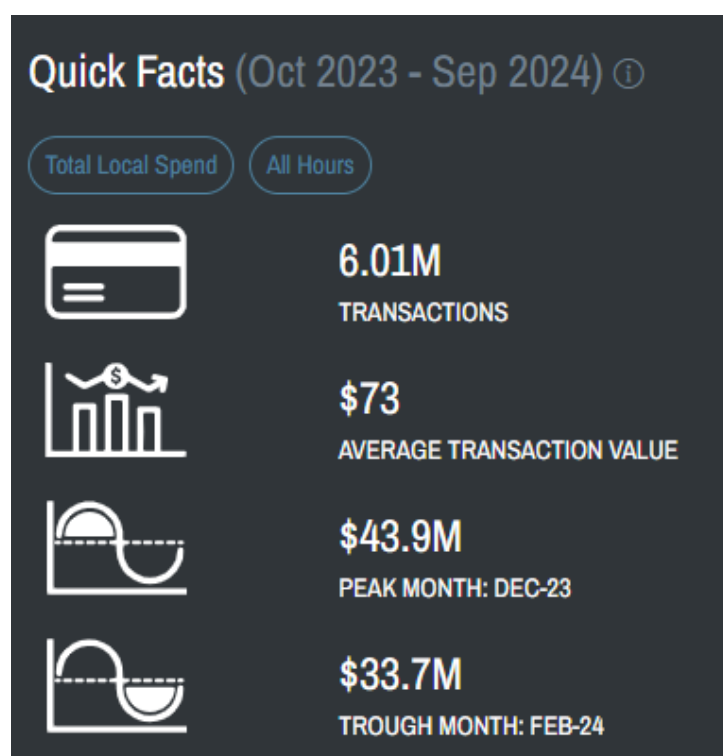 Quick Facts (Oct 2023 - Sep 2024)
Total Local Spend
All Hours
6.01M
TRANSACTIONS
$
$73
AVERAGE TRANSACTION VALUE
$43.9M
PEAK MONTH: DEC-23
$33.7M
TROUGH MONTH: FEB-24